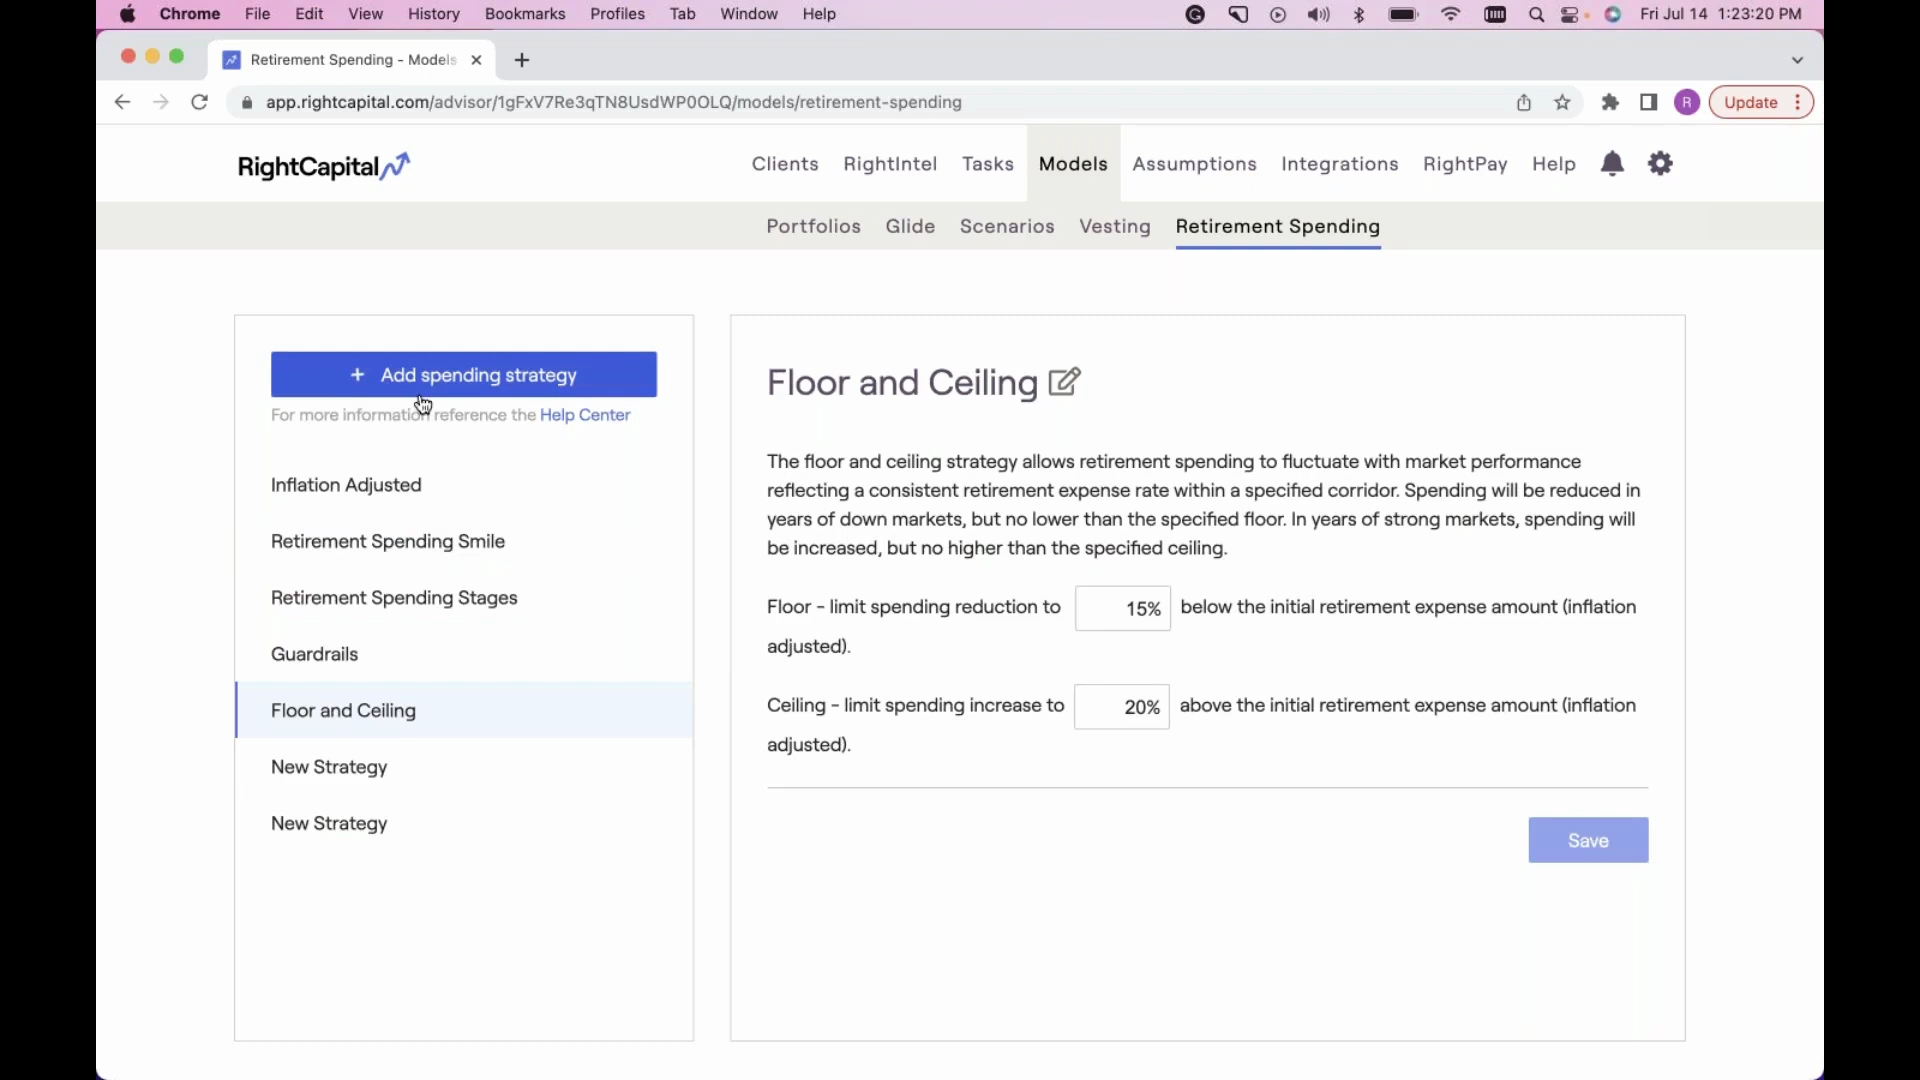 Chrome File Edit View History Bookmarks Profiles Tab Window Help Fri Jul 14 1:23:20 PM
Retirement Spending - Models
app.rightcapital.com/advisor/1gFxV7Re3qTN8UsdWP0OLQ/models/retirement-spending
R
Update
RightCapital
Clients RightIntel Tasks Models Assumptions Integrations RightPay Help
Portfolios Glide Scenarios Vesting Retirement Spending
+ Add spending strategy
For more information reference the Help Center
Inflation Adjusted
Retirement Spending Smile
Retirement Spending Stages
Guardrails
Floor and Ceiling
New Strategy
New Strategy
Floor and Ceiling
The floor and ceiling strategy allows retirement spending to fluctuate with market performance
reflecting a consistent retirement expense rate within a specified corridor. Spending will be reduced in
years of down markets, but no lower than the specified floor. In years of strong markets, spending will
be increased, but no higher than the specified ceiling.
Floor - limit spending reduction to 15% below the initial retirement expense amount (inflation
adjusted).
Ceiling - limit spending increase to 20% above the initial retirement expense amount (inflation
adjusted).
Save